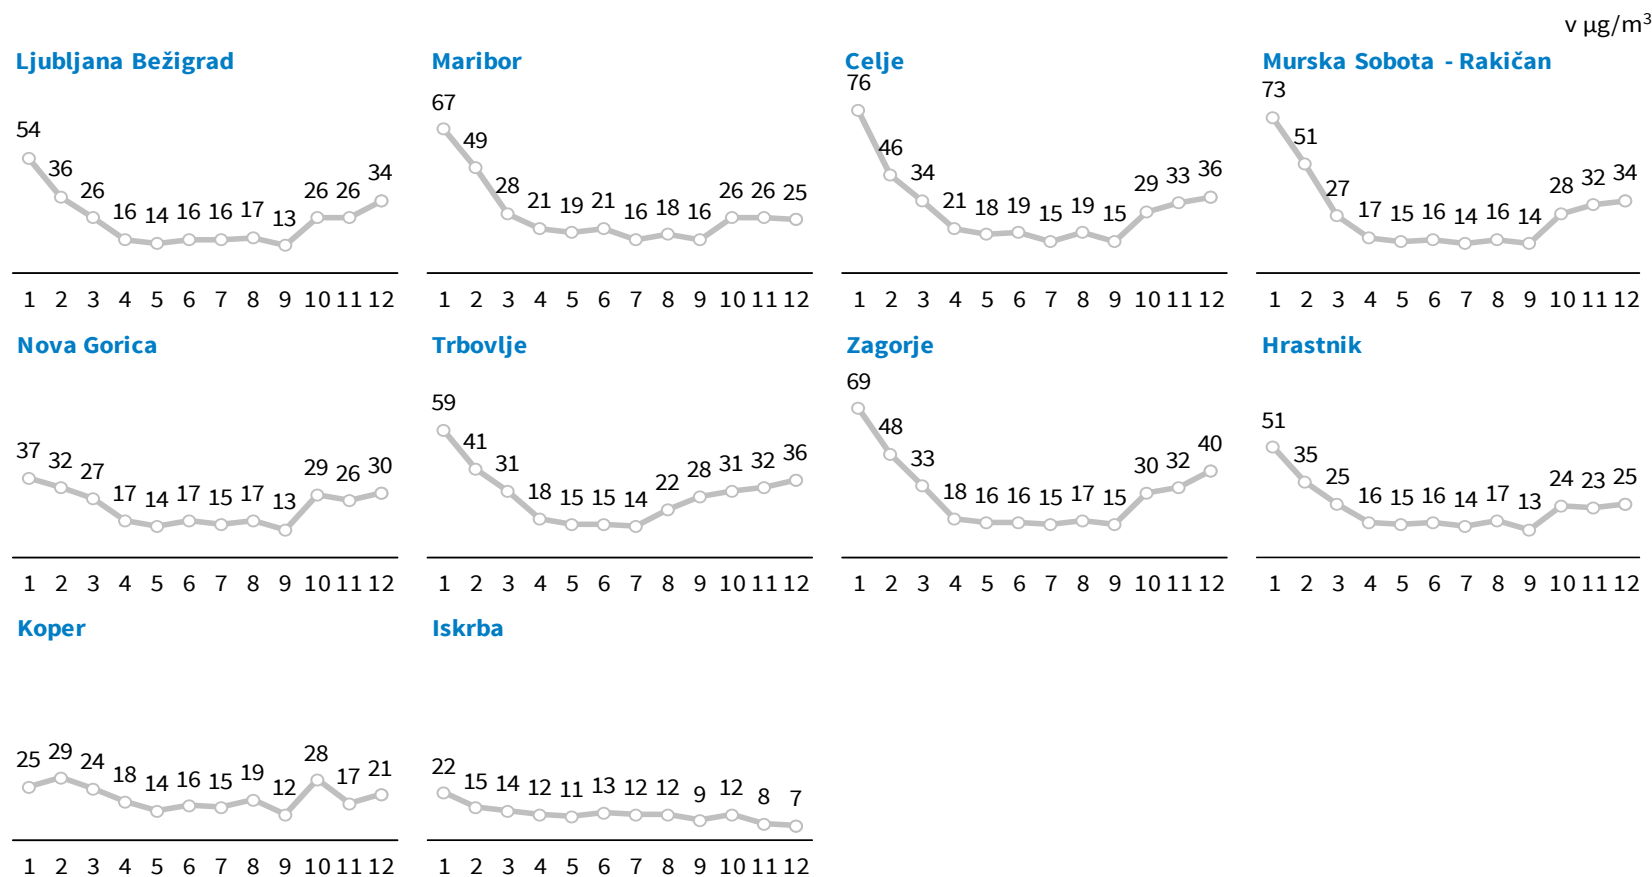 v µg/m³
Ljubljana Bežigrad
54 36 26 16 14 16 16 17 13 26 26 34
1 2 3 4 5 6 7 8 9 10 11 12
Maribor
67 49 28 21 19 21 16 18 16 26 26 25
1 2 3 4 5 6 7 8 9 10 11 12
Celje
76 46 34 21 18 19 15 19 15 29 33 36
1 2 3 4 5 6 7 8 9 10 11 12
Murska Sobota - Rakičan
73 51 27 17 15 16 14 16 14 28 32 34
1 2 3 4 5 6 7 8 9 10 11 12
Nova Gorica
37 32 27 17 14 17 15 17 13 29 26 30
1 2 3 4 5 6 7 8 9 10 11 12
Trbovlje
59 41 31 18 15 15 14 22 28 31 32 36
1 2 3 4 5 6 7 8 9 10 11 12
Zagorje
69 48 33 18 16 16 15 17 15 30 32 40
1 2 3 4 5 6 7 8 9 10 11 12
Hrastnik
51 35 25 16 15 16 14 17 13 24 23 25
1 2 3 4 5 6 7 8 9 10 11 12
Koper
25 29 24 18 14 16 15 19 12 28 17 21
1 2 3 4 5 6 7 8 9 10 11 12
Iskrba
22 15 14 12 11 13 12 12 9 12 8 7
1 2 3 4 5 6 7 8 9 10 11 12